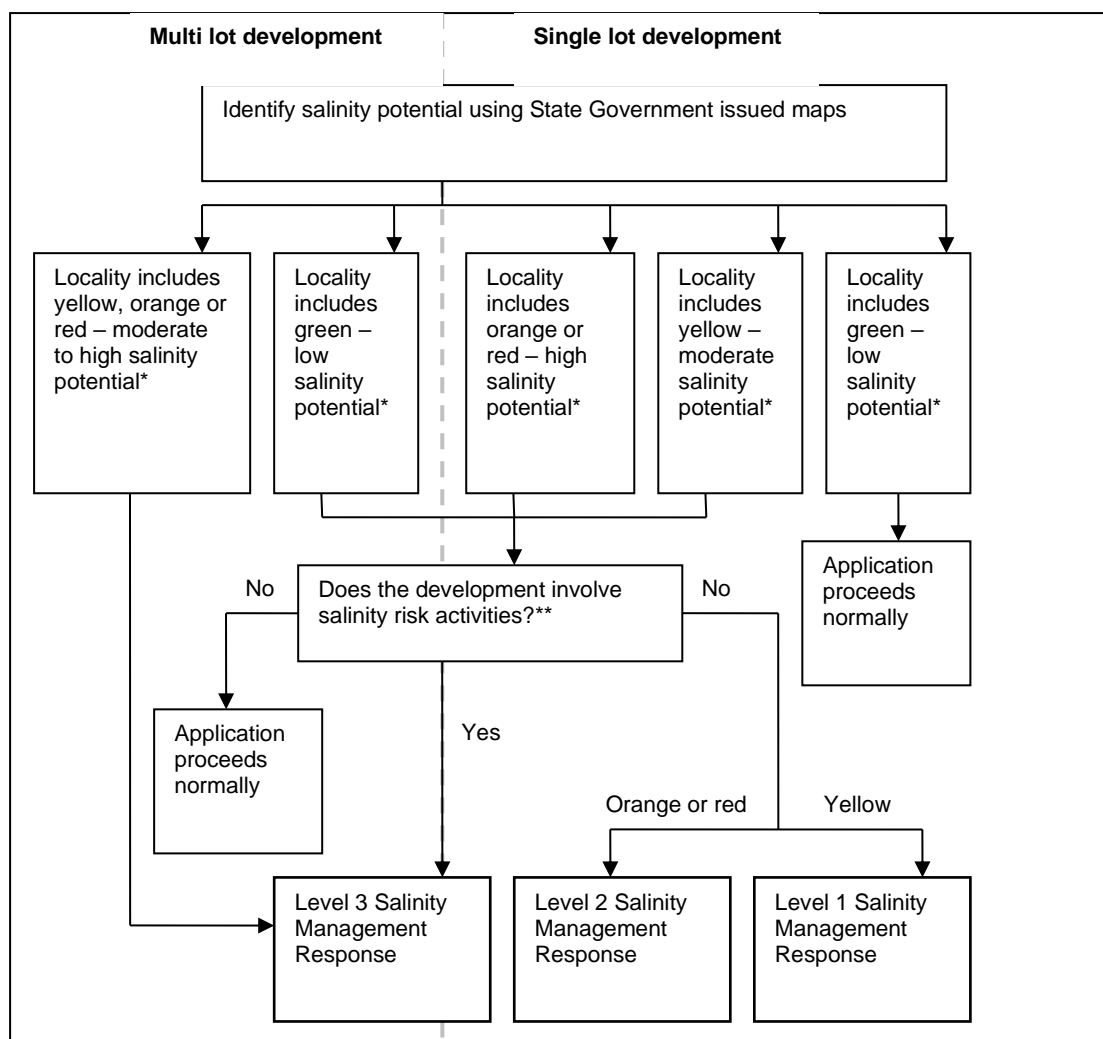 Multi lot development
Single lot development
Identify salinity potential using State Government issued maps
Locality includes
yellow, orange or
red – moderate
to high salinity
potential*
Locality
includes
green –
low
salinity
potential*
Locality
includes
orange or
red – high
salinity
potential*
Locality
includes
yellow –
moderate
salinity
potential*
Locality
includes
green –
low
salinity
potential*
Application
proceeds
normally
No
Does the development involve
salinity risk activities?**
No
Application
proceeds
normally
Yes
Orange or red
Yellow
Level 3 Salinity
Management
Response
Level 2 Salinity
Management
Response
Level 1 Salinity
Management
Response